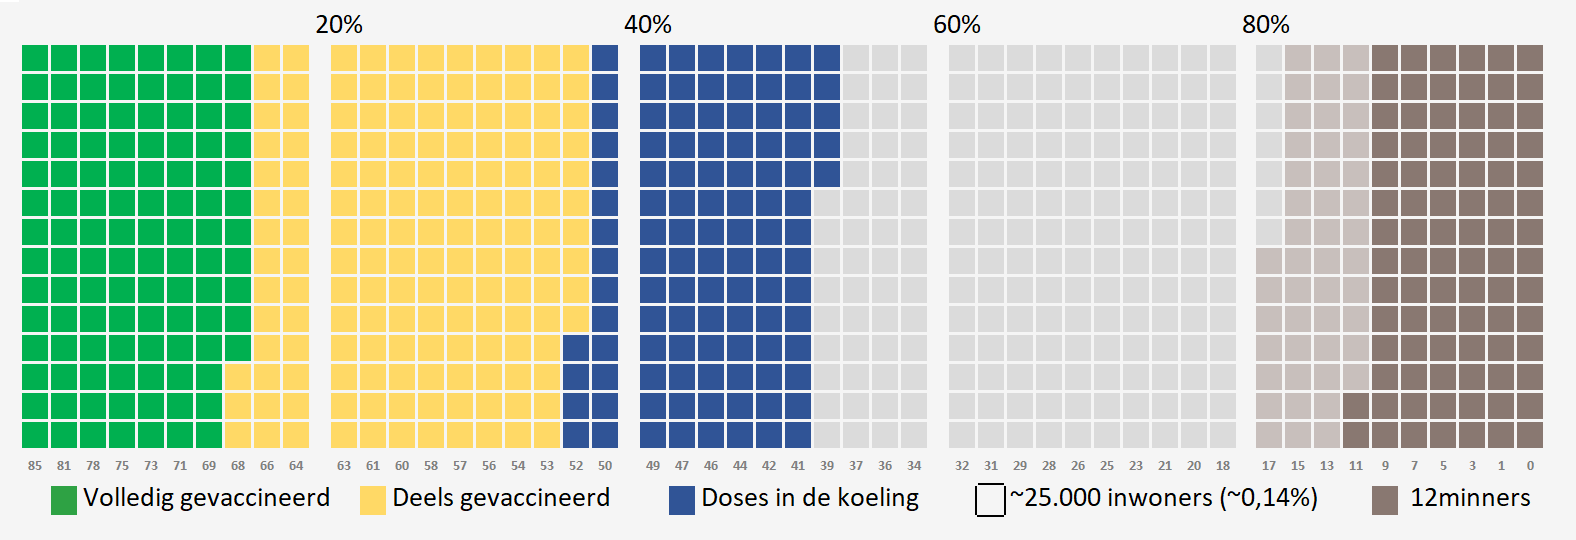 20% 40% 60% 80%
85 81 78 75 73 71 69 68 66 64 63 61 60 58 57 56 54 53 52 50 49 47 46 44 42 41 39 37 36 34 32 31 29 28 26 25 23 21 20 18 17 15 13 11 9 7 5 3 1 0
Volledig gevaccineerd Deels gevaccineerd Doses in de koeling ~25.000 inwoners (~0,14%) 12minners